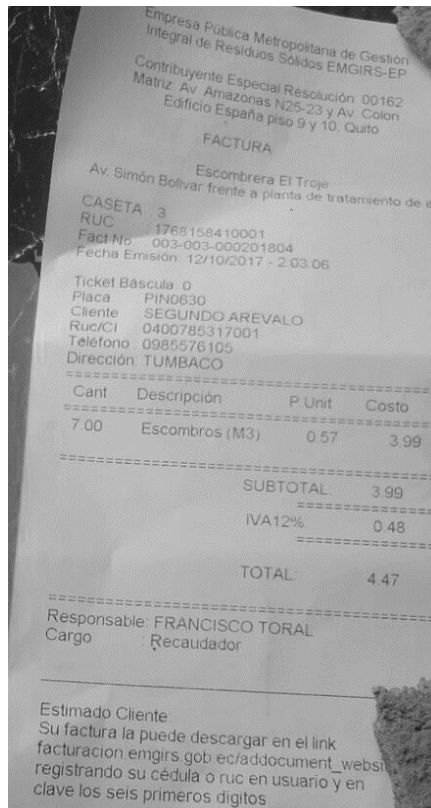 Empresa Pública Metropolitana de Gestión
Integral de Residuos Sólidos EMGIRS-EP
Contribuyente Especial Resolución: 00162
Matriz: Av. Amazonas N25-23 y Av. Colon
Edificio España piso 9 y 10, Quito
FACTURA
Escombrera El Troje
Av. Simón Bolivar frente a planta de tratamiento de
CASETA : 3
RUC : 1768158410001
Fact No. : 003-003-000201804
Fecha Emisión: 12/10/2017 - 2:03:06
Ticket Báscula: 0
Placa : PIN0630
Cliente : SEGUNDO AREVALO
Ruc/CI : 0400785317001
Teléfono : 0985576105
Dirección: TUMBACO
Cant Descripción P.Unit Costo
7.00 Escombros (M3) 0.57 3.99
SUBTOTAL: 3.99
IVA12% 0.48
TOTAL: 4.47
Responsable: FRANCISCO TORAL
Cargo : Recaudador
Estimado Cliente:
Su factura la puede descargar en el link
facturacion.emgirs.gob.ec/addocument_websi
registrando su cédula o ruc en usuario y en
clave los seis primeros digitos